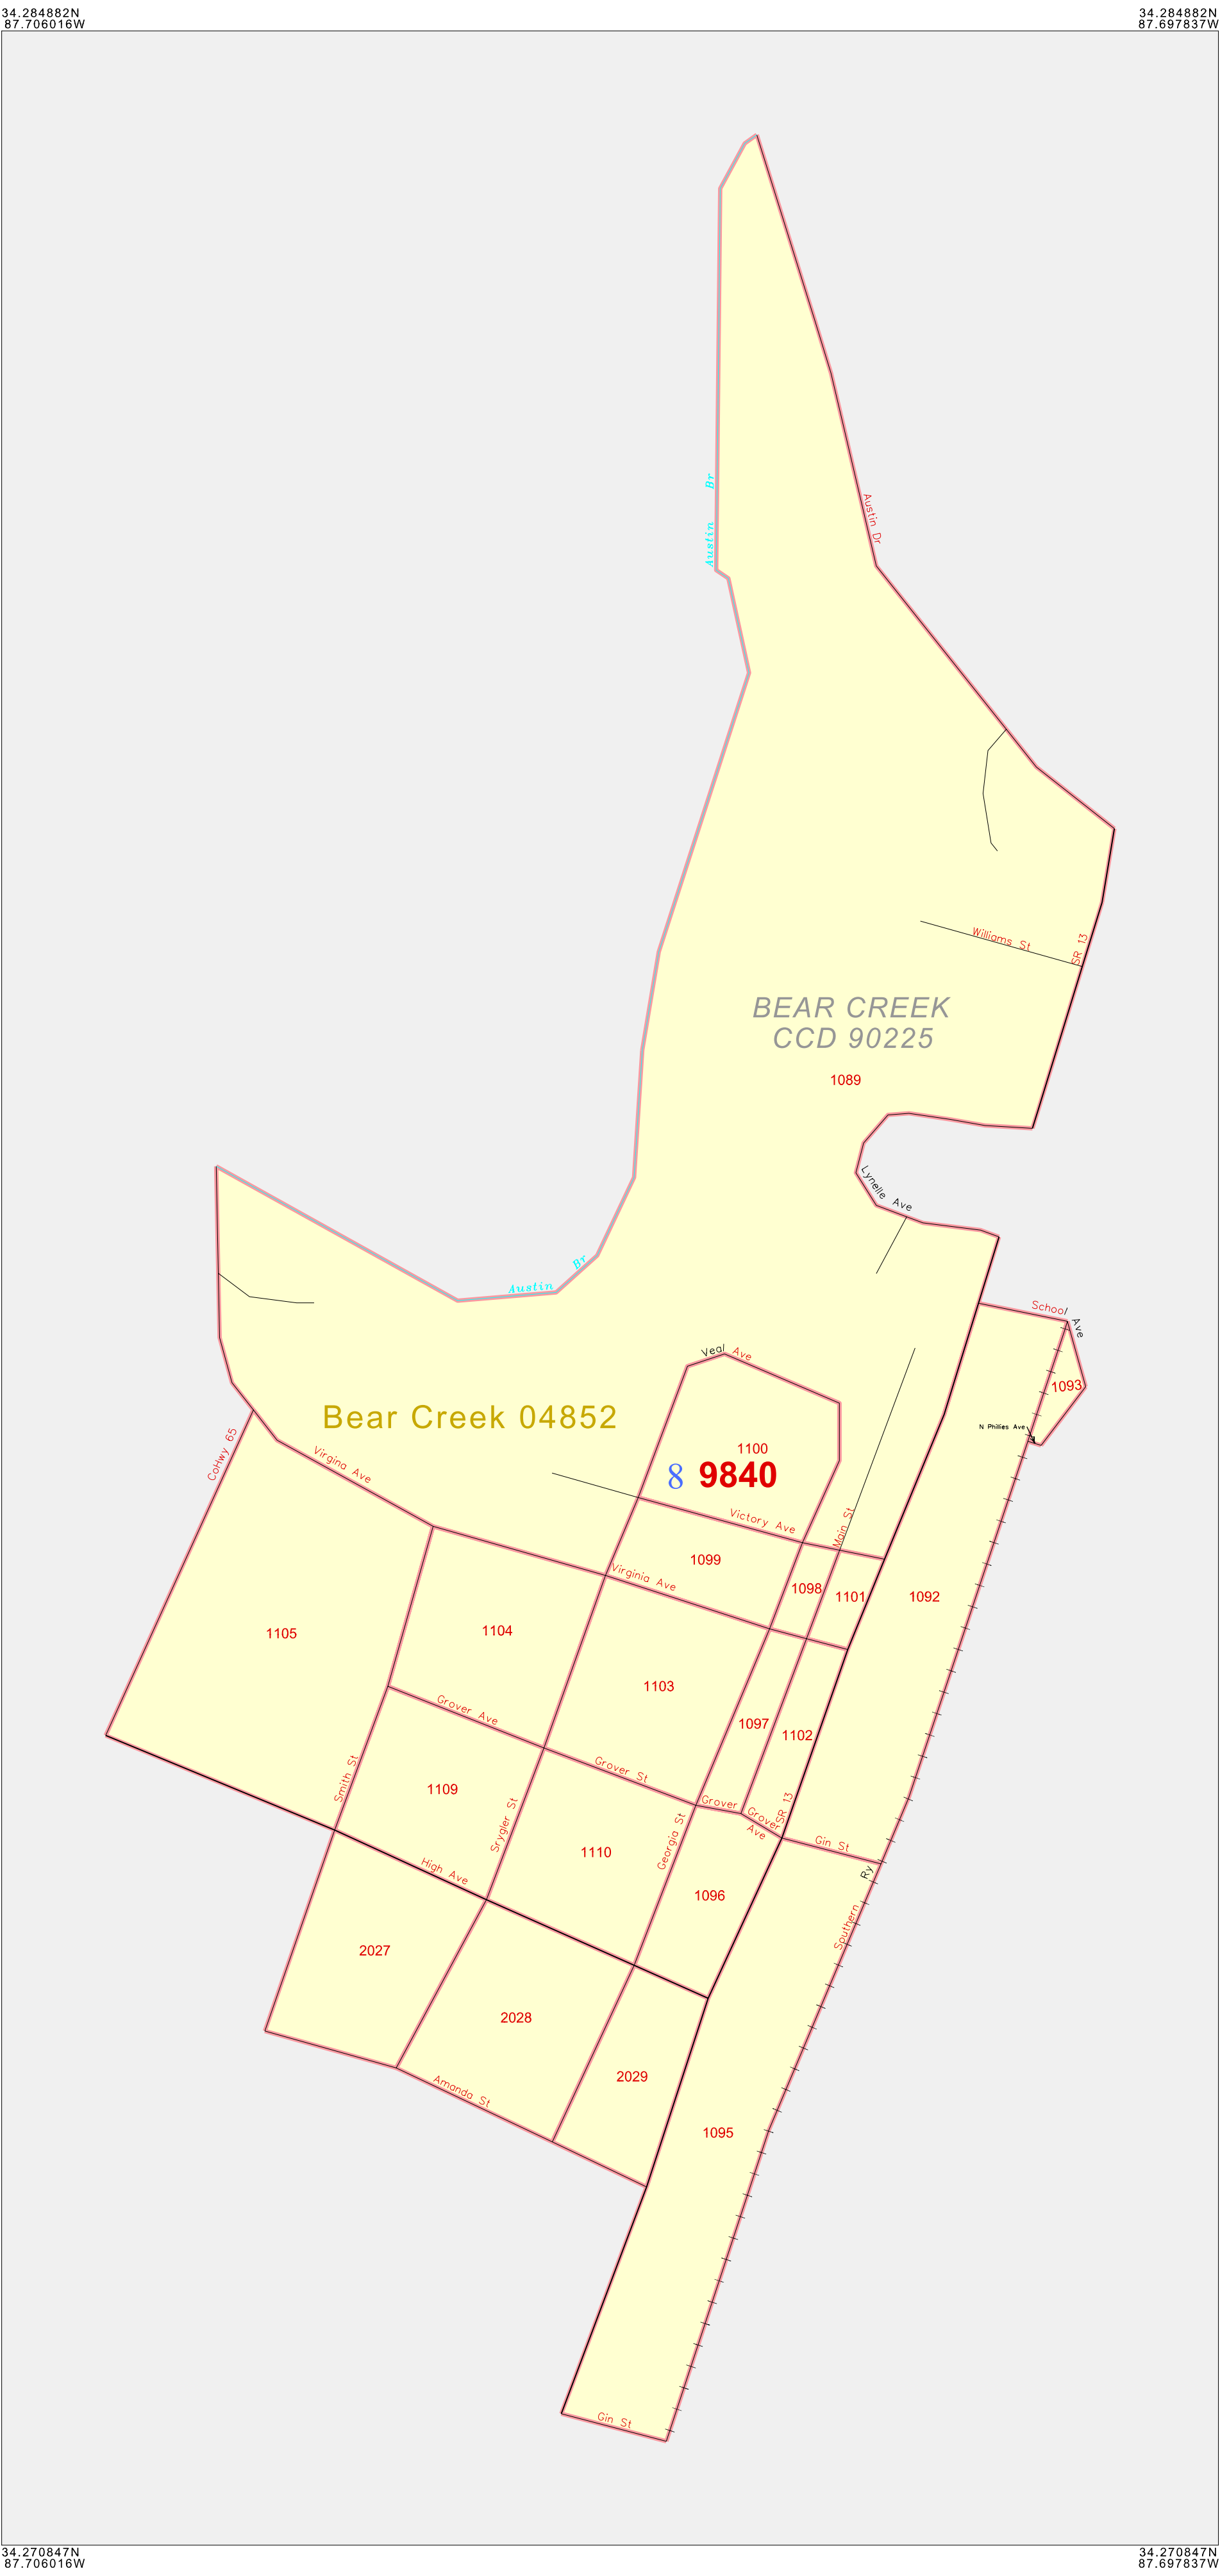 34.284882N
87.706016W
34.284882N
87.697837W
Austin Br
Austin Dr
Williams St
SR 13
BEAR CREEK
CCD 90225
1089
Lynelle Ave
Austin Br
School Ave
Veal Ave
1093
Bear Creek 04852
N Phillies Ave
CoHwy 65
Virgina Ave
1100
8 9840
Victory Ave
Main St
1099
Virginia Ave
1098
1101
1092
1105
1104
1103
Grover Ave
1097
1102
Grover St
Smith St
1109
Srygler St
Grover
Grover Ave
SR 13
Georgia St
Gin St
1110
High Ave
1096
Southern Ry
2027
2028
2029
Amanda St
1095
Gin St
34.270847N
87.706016W
34.270847N
87.697837W